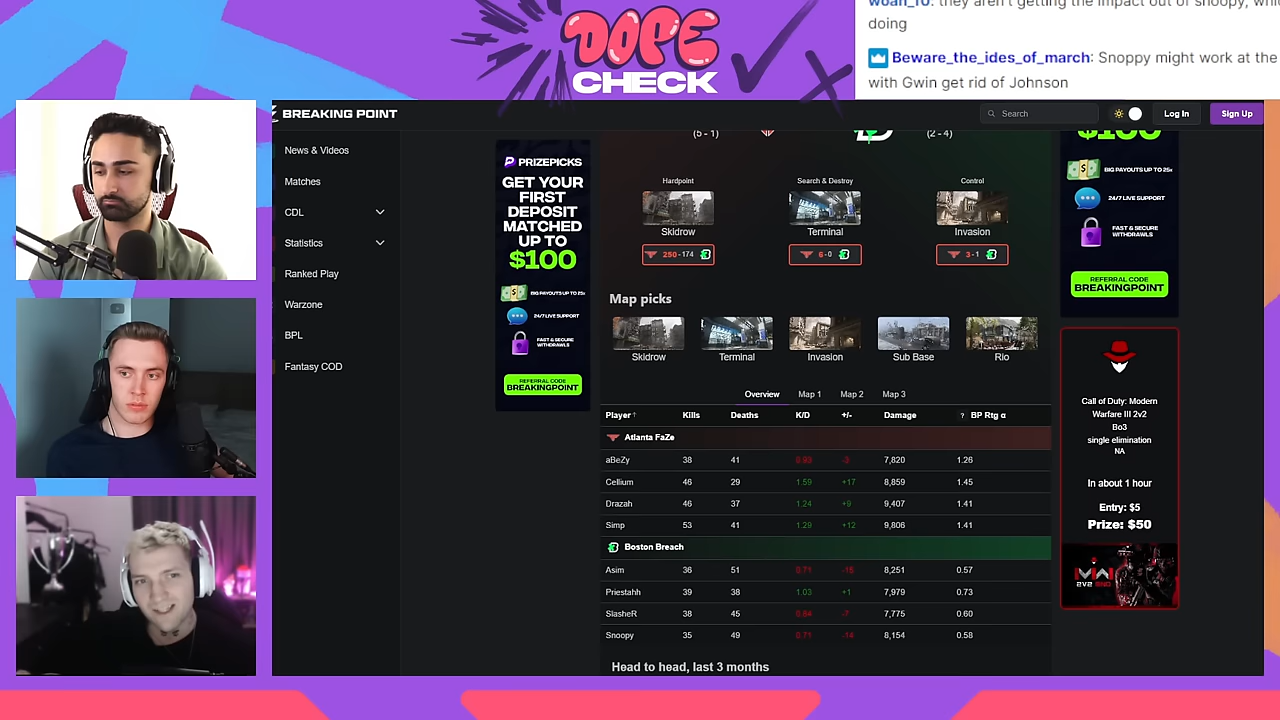 DOPE
CHECK
woah_10: they aren't getting the impact out of snoopy, whic
doing
Beware_the_ides_of_march: Snoppy might work at the
with Gwin get rid of Johnson
BREAKING POINT
Search
Log In
Sign Up
News & Videos
Matches
CDL
Statistics
Ranked Play
Warzone
BPL
Fantasy COD
PRIZEPICKS
GET YOUR
FIRST
DEPOSIT
MATCHED
UP TO
$100
BIG PAYOUTS UP TO 25x
24/7 LIVE SUPPORT
FAST & SECURE
WITHDRAWLS
REFERRAL CODE
BREAKINGPOINT
(5 - 1)
(2 - 4)
Hardpoint
Search & Destroy
Control
Skidrow
Terminal
Invasion
250-174
6-0
3-1
Map picks
Skidrow
Terminal
Invasion
Sub Base
Rio
Overview
Map 1
Map 2
Map 3
Player↑ Kills Deaths K/D +/- Damage ? BP Rtg α
Atlanta FaZe
aBeZy 38 41 0.93 -3 7,820 1.26
Cellium 46 29 1.59 +17 8,859 1.45
Drazah 46 37 1.24 +9 9,407 1.41
Simp 53 41 1.29 +12 9,806 1.41
Boston Breach
Asim 36 51 0.71 -15 8,251 0.57
Priestahh 39 38 1.03 +1 7,979 0.73
SlasheR 38 45 0.84 -7 7,775 0.60
Snoopy 35 49 0.71 -14 8,154 0.58
Head to head, last 3 months
$100
BIG PAYOUTS UP TO 25x
24/7 LIVE SUPPORT
FAST & SECURE
WITHDRAWLS
REFERRAL CODE
BREAKINGPOINT
Call of Duty: Modern
Warfare III 2v2
Bo3
single elimination
NA
In about 1 hour
Entry: $5
Prize: $50
MW
2V2 SND